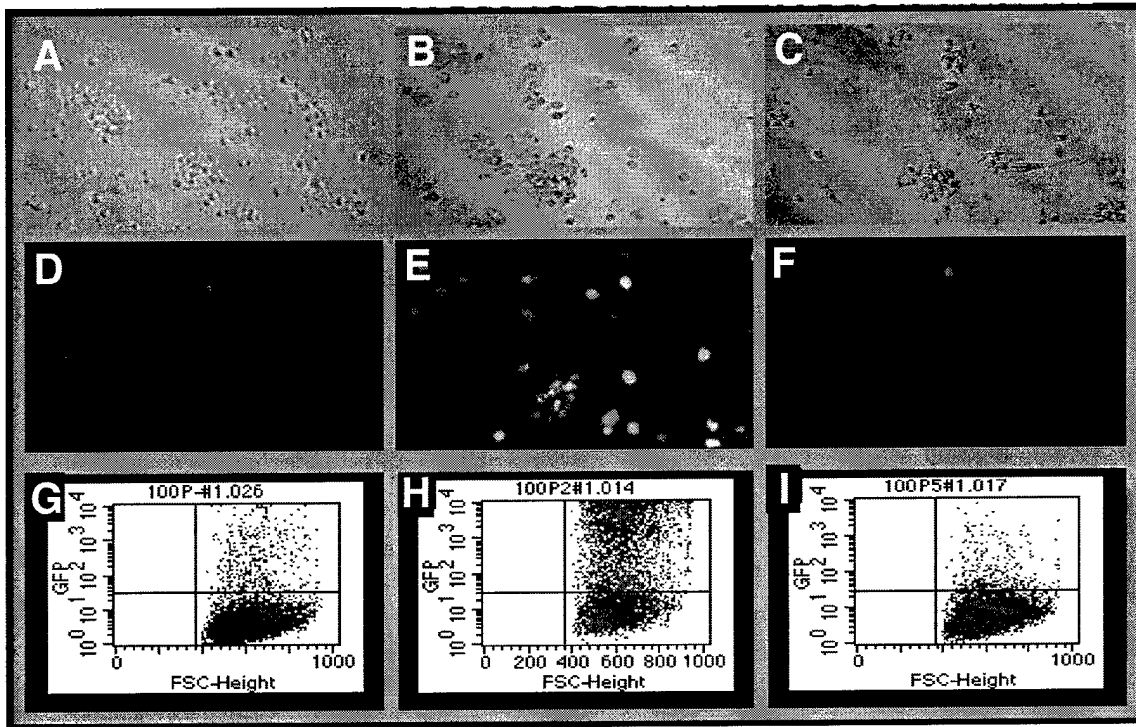 A
B
C
D
E
F
G
100P-#1.026
GFP
10^0 10^1 10^2 10^3 10^4
0 1000
FSC-Height
H
100P2#1.014
GFP
10^0 10^1 10^2 10^3 10^4
0 200 400 600 800 1000
FSC-Height
I
100P5#1.017
GFP
10^0 10^1 10^2 10^3 10^4
0 1000
FSC-Height